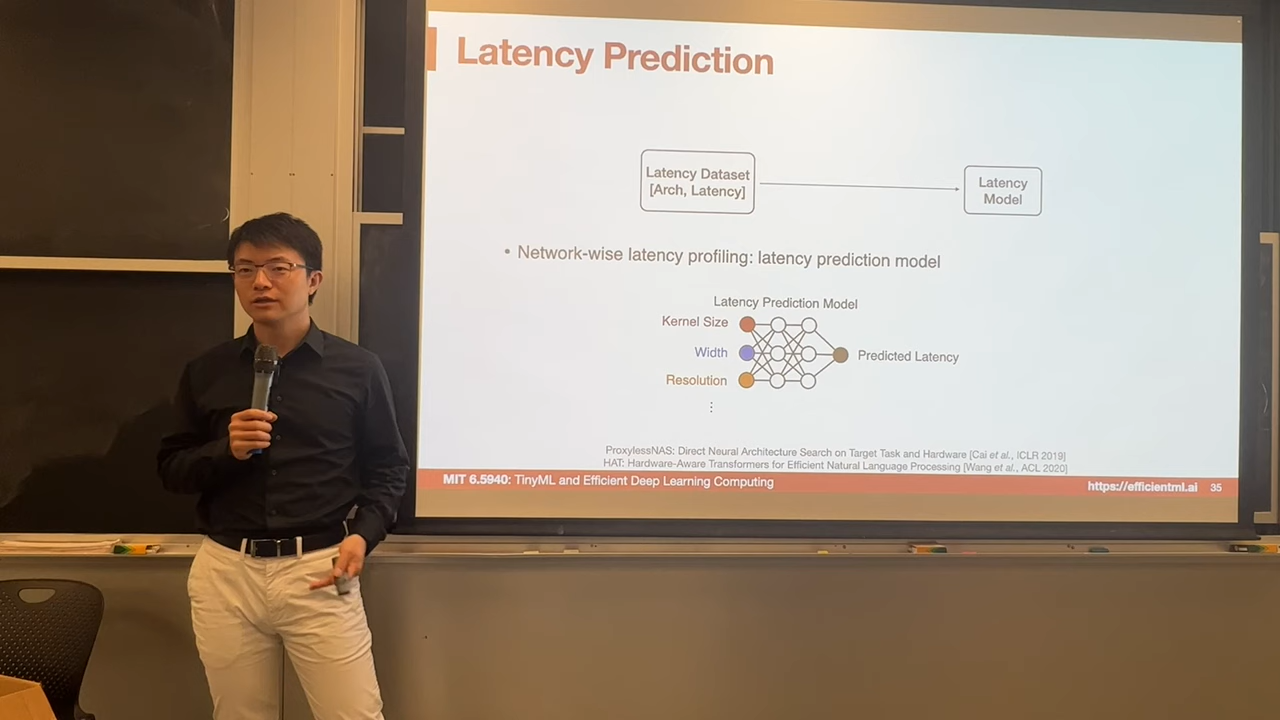 Latency Prediction
Latency Dataset
[Arch, Latency]
Latency
Model
• Network-wise latency profiling: latency prediction model
Latency Prediction Model
Kernel Size
Width
Resolution
⋮
Predicted Latency
ProxylessNAS: Direct Neural Architecture Search on Target Task and Hardware [Cai et al., ICLR 2019]
HAT: Hardware-Aware Transformers for Efficient Natural Language Processing [Wang et al., ACL 2020]
MIT 6.5940: TinyML and Efficient Deep Learning Computing
https://efficientml.ai 35